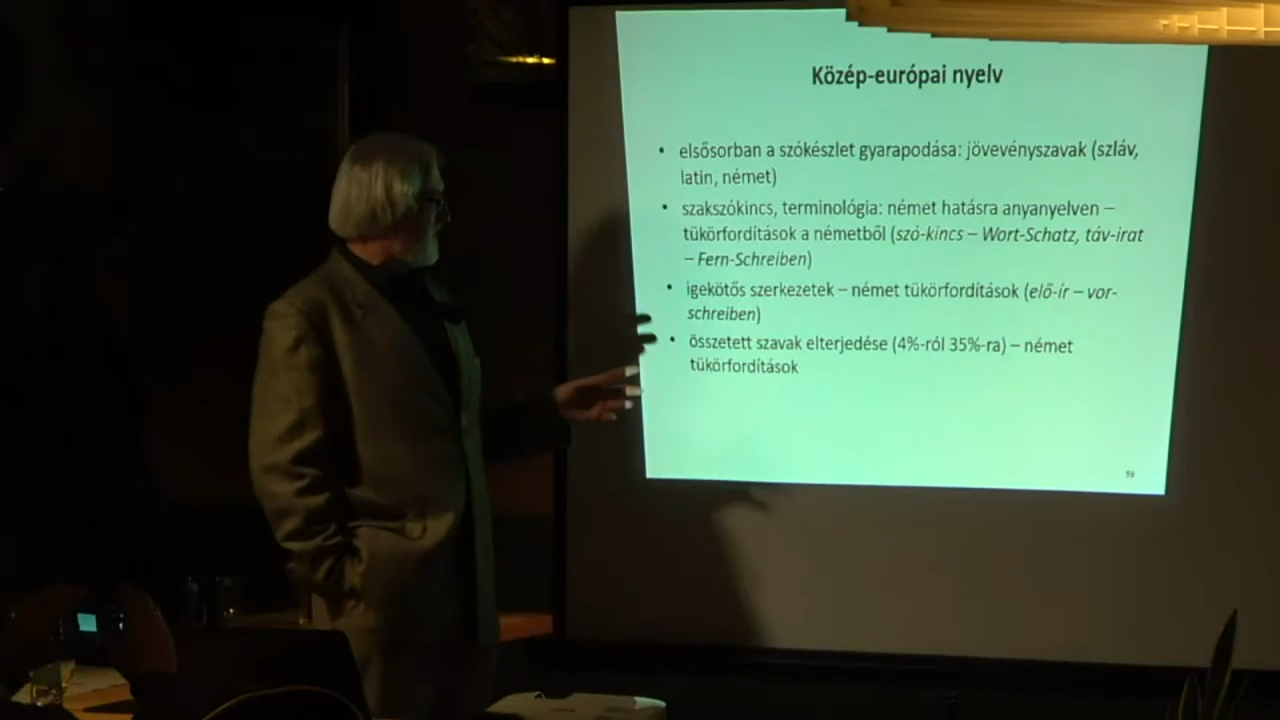 Közép-európai nyelv
• elsősorban a szókészlet gyarapodása: jövevényszavak (szláv,
latin, német)
• szakszókincs, terminológia: német hatásra anyanyelven –
tükörfordítások a németből (szó-kincs – Wort-Schatz, táv-irat
– Fern-Schreiben)
• igekötős szerkezetek – német tükörfordítások (elő-ír – vor-
schreiben)
• összetett szavak elterjedése (4%-ról 35%-ra) – német
tükörfordítások
59